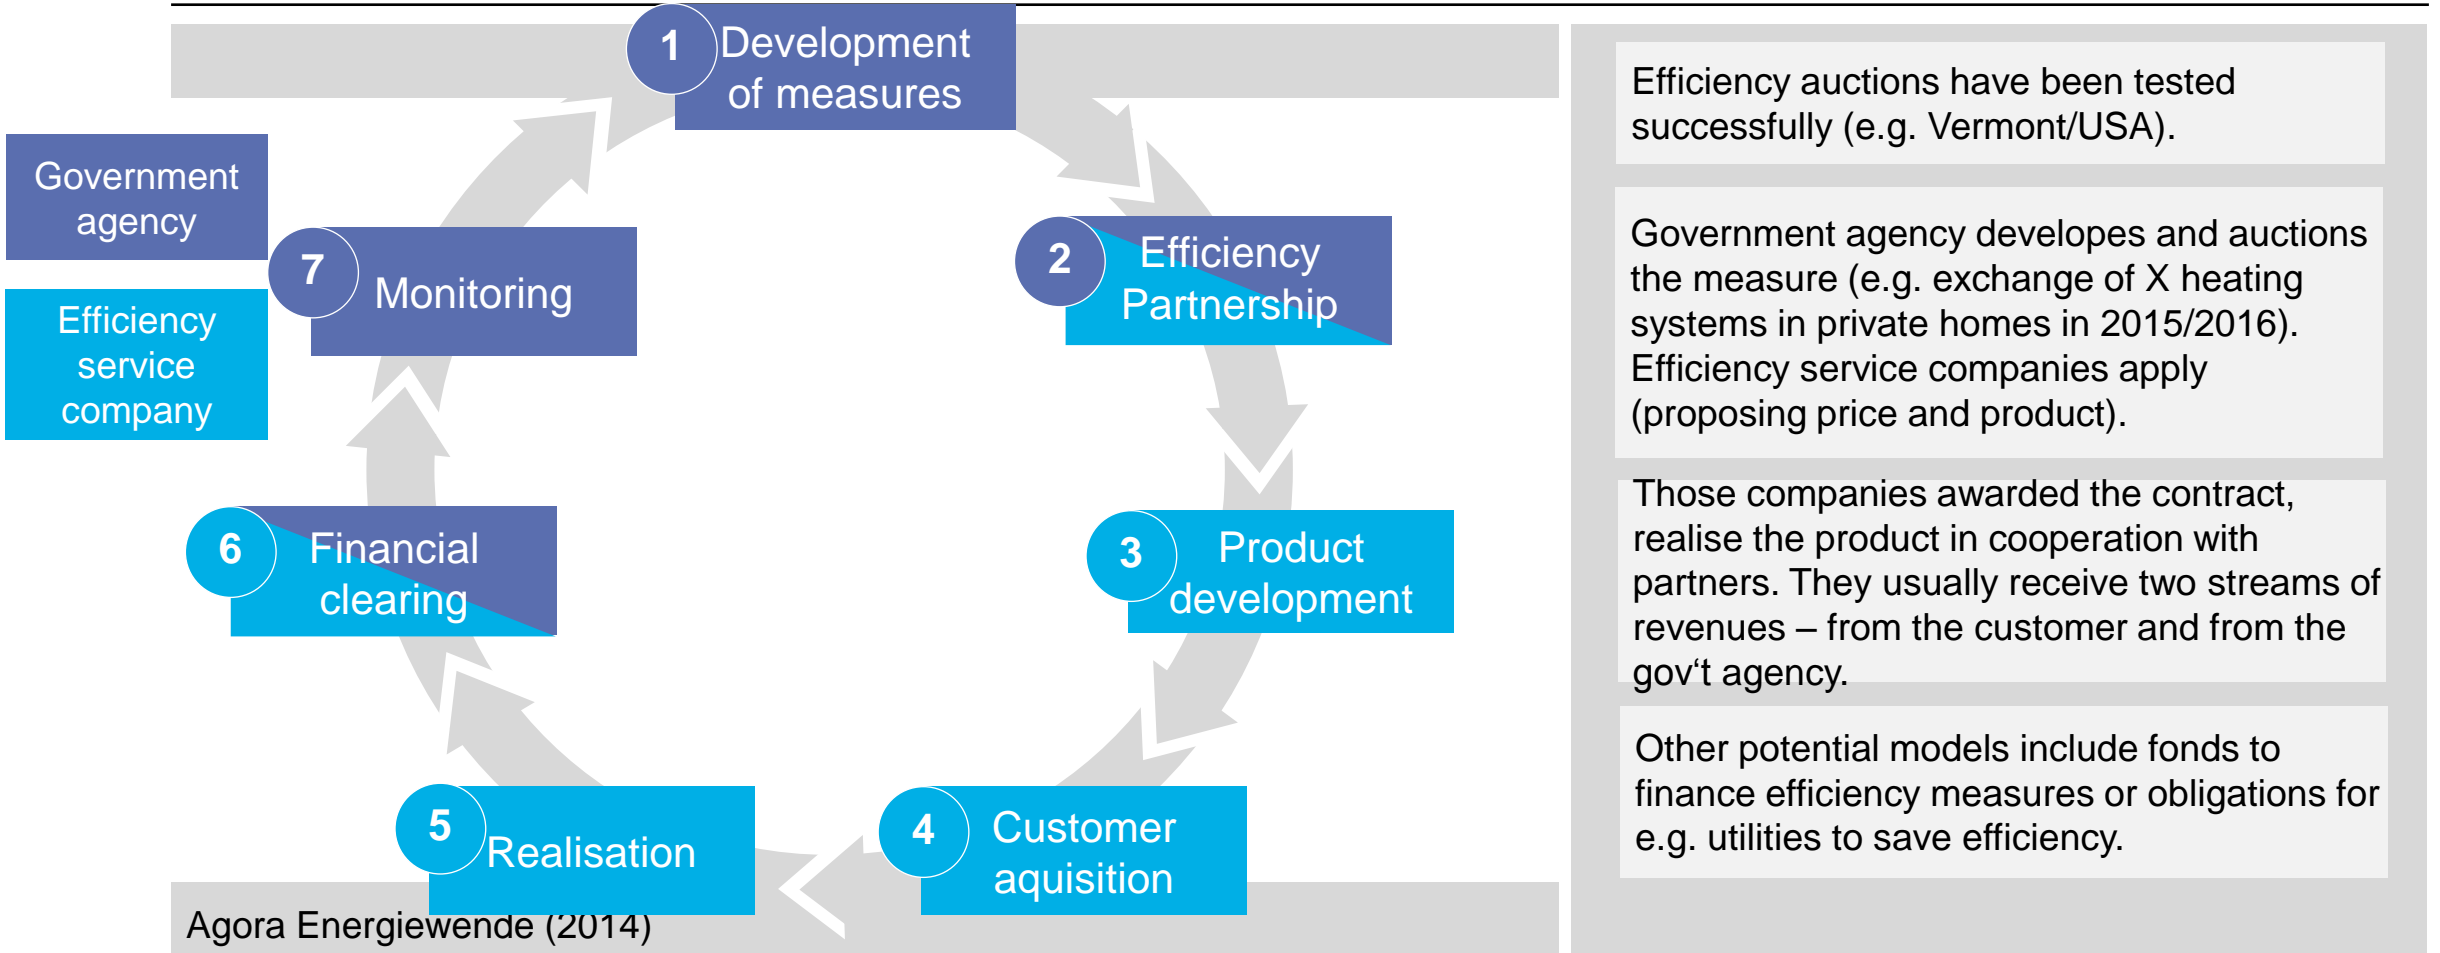 1
Development
of measures
Government
agency
Efficiency
service
company
2
Efficiency
Partnership
3
Product
development
4
Customer
aquisition
5
Realisation
6
Financial
clearing
7
Monitoring
Agora Energiewende (2014)
Efficiency auctions have been tested
successfully (e.g. Vermont/USA).
Government agency developes and auctions
the measure (e.g. exchange of X heating
systems in private homes in 2015/2016).
Efficiency service companies apply
(proposing price and product).
Those companies awarded the contract,
realise the product in cooperation with
partners. They usually receive two streams of
revenues – from the customer and from the
gov‘t agency.
Other potential models include fonds to
finance efficiency measures or obligations for
e.g. utilities to save efficiency.